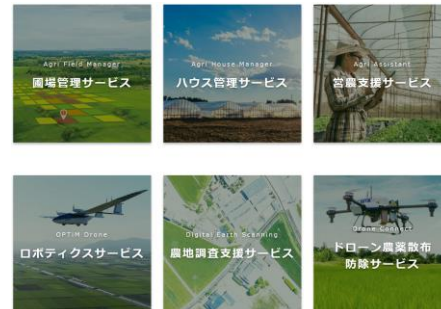 Agri Field Manager
圃場管理サービス
Agri House Manager
ハウス管理サービス
Agri Assistant
営農支援サービス
OPTiM Drone
ロボティクスサービス
Digital Earth Scanning
農地調査支援サービス
Drone Connect
ドローン農薬散布
防除サービス